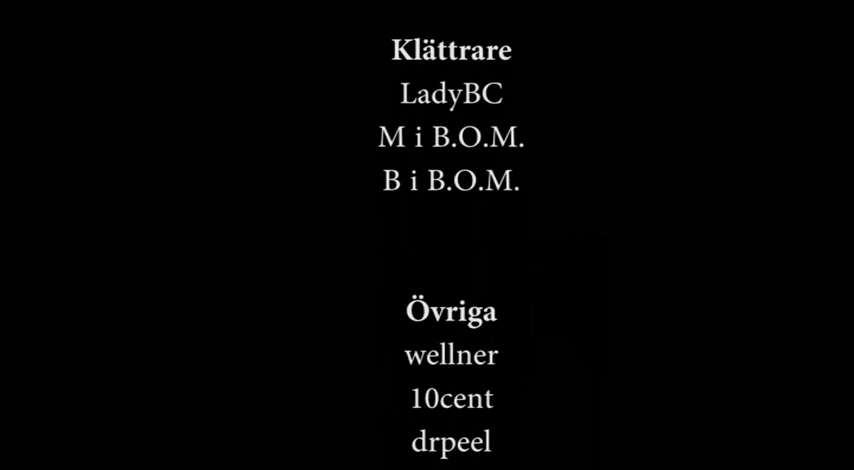 Klättrare
LadyBC
M i B.O.M.
B i B.O.M.
Övriga
wellner
10cent
drpeel